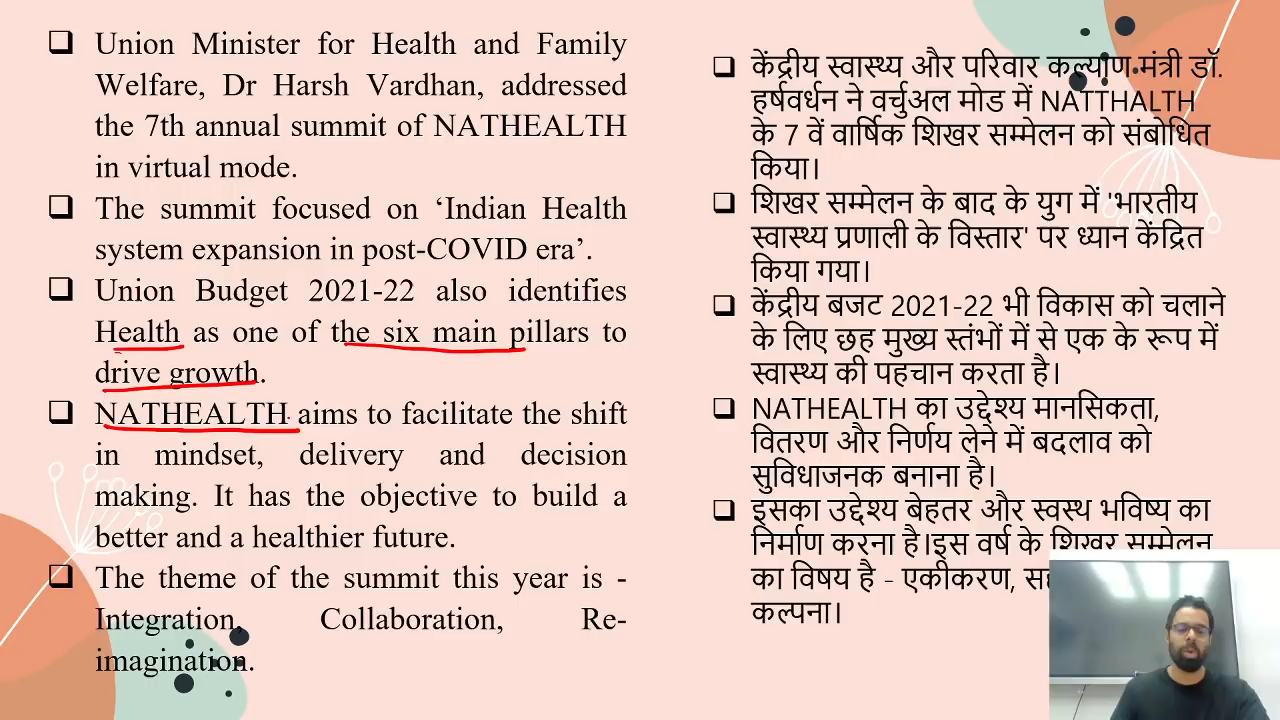 Union Minister for Health and Family
Welfare, Dr Harsh Vardhan, addressed
the 7th annual summit of NATHEALTH
in virtual mode.
The summit focused on ‘Indian Health
system expansion in post-COVID era’.
Union Budget 2021-22 also identifies
Health as one of the six main pillars to
drive growth.
NATHEALTH aims to facilitate the shift
in mindset, delivery and decision
making. It has the objective to build a
better and a healthier future.
The theme of the summit this year is -
Integration, Collaboration, Re-
imagination.
केंद्रीय स्वास्थ्य और परिवार कल्याण मंत्री डॉ.
हर्षवर्धन ने वर्चुअल मोड में NATTHALTH
के 7 वें वार्षिक शिखर सम्मेलन को संबोधित
किया।
शिखर सम्मेलन के बाद के युग में 'भारतीय
स्वास्थ्य प्रणाली के विस्तार' पर ध्यान केंद्रित
किया गया।
केंद्रीय बजट 2021-22 भी विकास को चलाने
के लिए छह मुख्य स्तंभों में से एक के रूप में
स्वास्थ्य की पहचान करता है।
NATHEALTH का उद्देश्य मानसिकता,
वितरण और निर्णय लेने में बदलाव को
सुविधाजनक बनाना है।
इसका उद्देश्य बेहतर और स्वस्थ भविष्य का
निर्माण करना है।इस वर्ष के शिखर सम्मेलन
का विषय है - एकीकरण,
कल्पना।